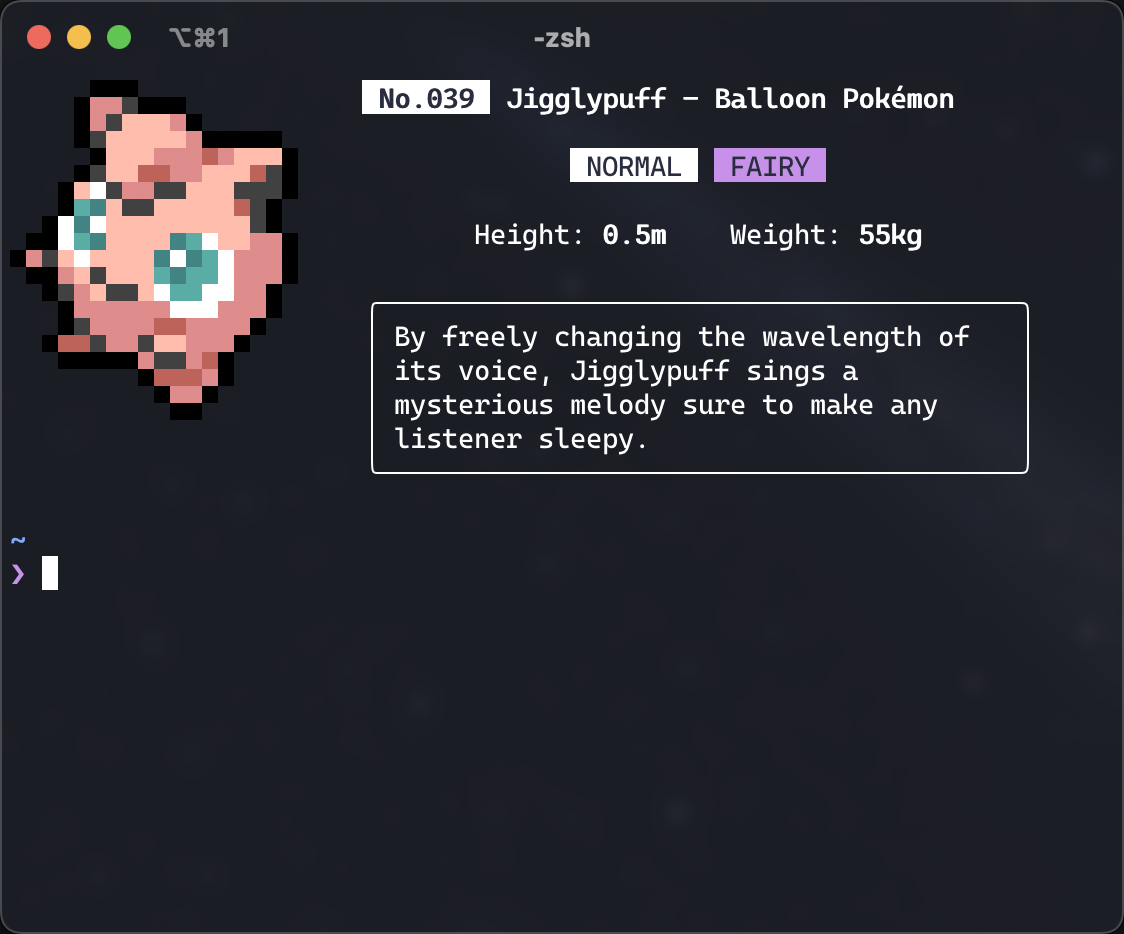 ⌥⌘1
-zsh
No.039 Jigglypuff — Balloon Pokémon
NORMAL FAIRY
Height: 0.5m Weight: 55kg
By freely changing the wavelength of
its voice, Jigglypuff sings a
mysterious melody sure to make any
listener sleepy.
~
❯